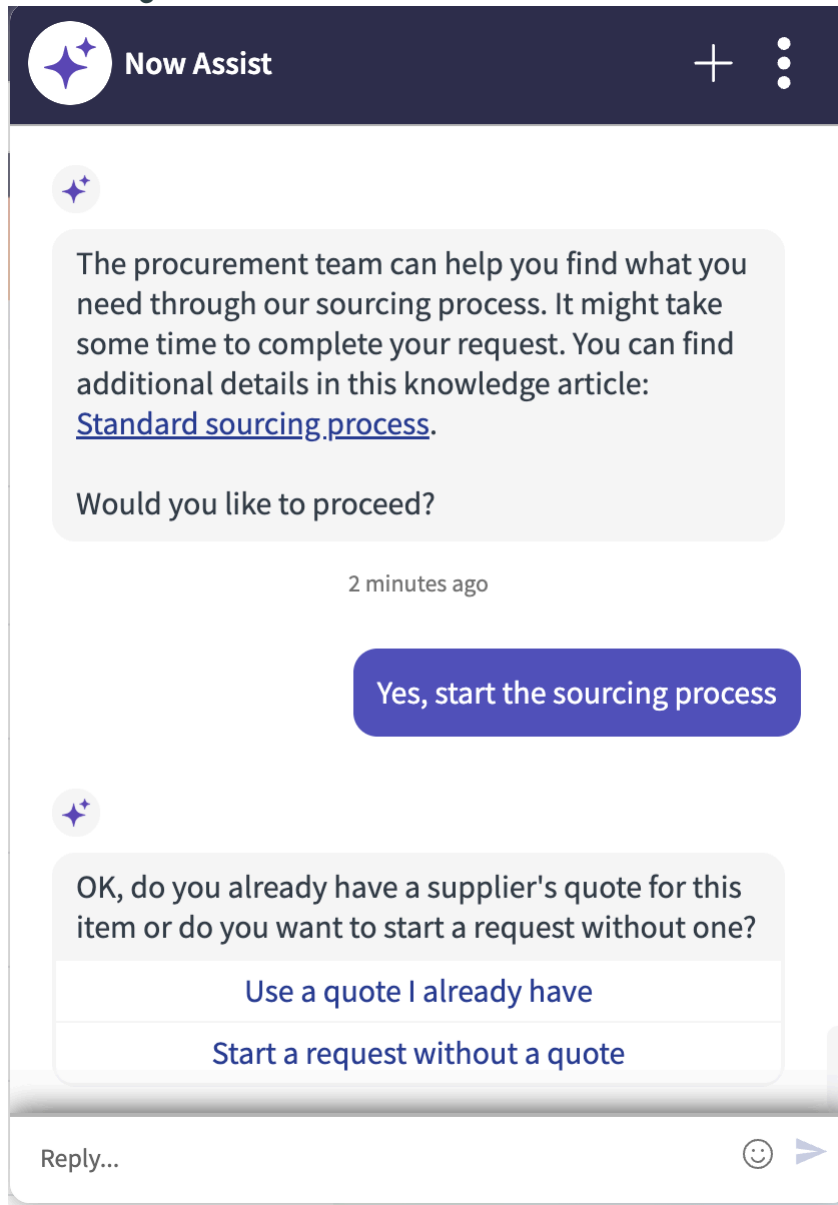 Now Assist
The procurement team can help you find what you
need through our sourcing process. It might take
some time to complete your request. You can find
additional details in this knowledge article:
Standard sourcing process.
Would you like to proceed?
2 minutes ago
Yes, start the sourcing process
OK, do you already have a supplier's quote for this
item or do you want to start a request without one?
Use a quote I already have
Start a request without a quote
Reply...